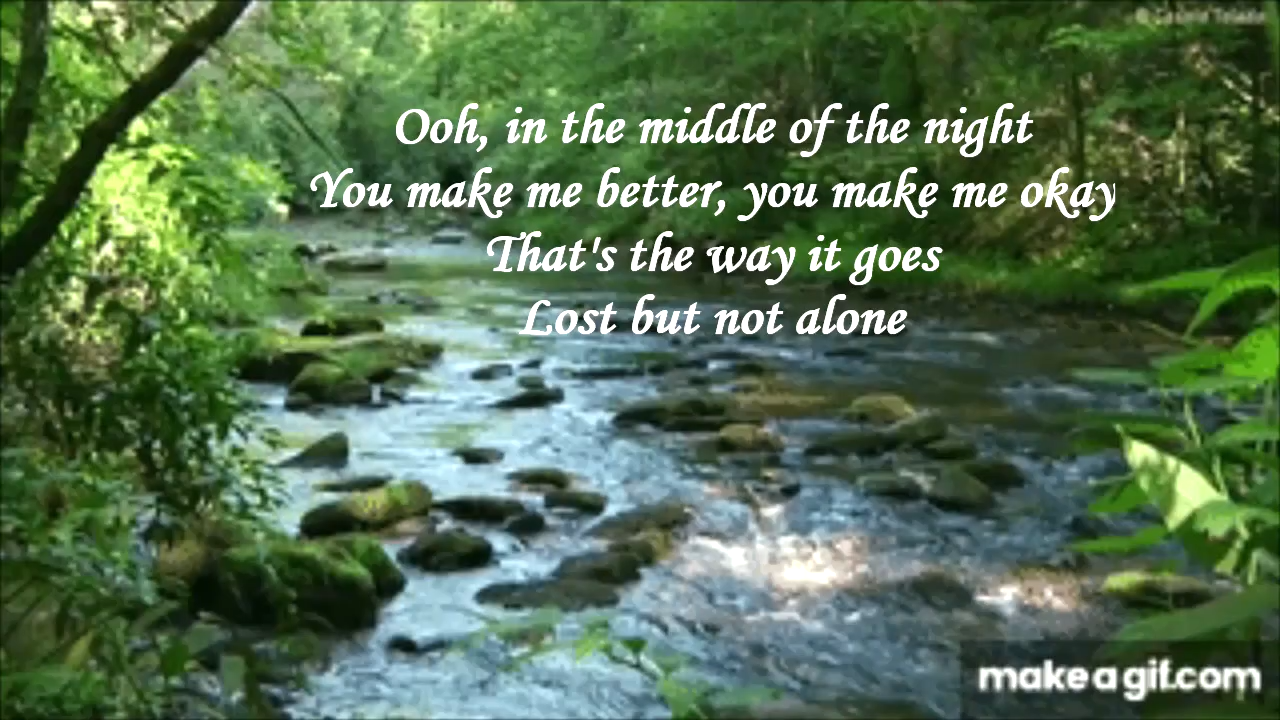 Ooh, in the middle of the night
You make me better, you make me okay
That's the way it goes
Lost but not alone
makeagif.com